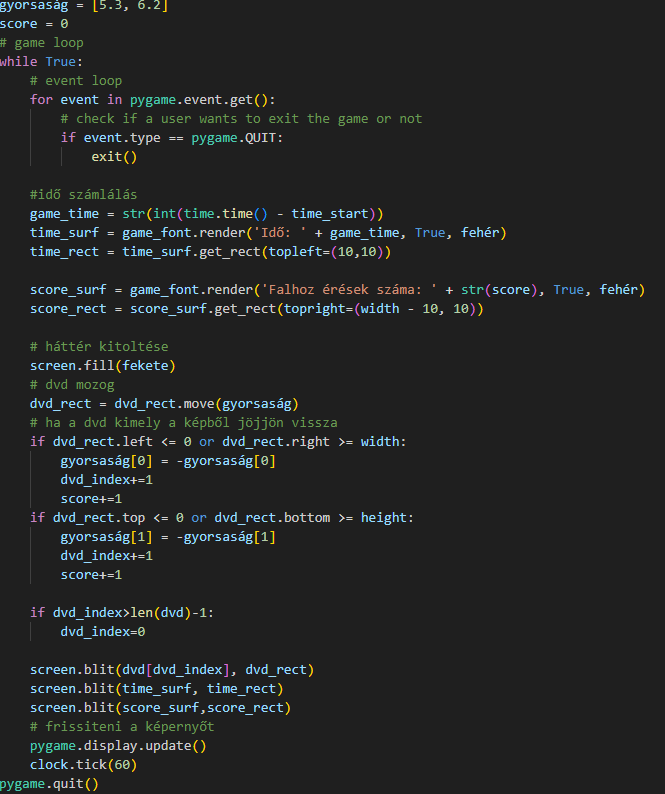 gyorsaság = [5.3, 6.2]
score = 0
# game loop
while True:
    # event loop
    for event in pygame.event.get():
        # check if a user wants to exit the game or not
        if event.type == pygame.QUIT:
            exit()

    #idő számlálás
    game_time = str(int(time.time() - time_start))
    time_surf = game_font.render('Idő: ' + game_time, True, fehér)
    time_rect = time_surf.get_rect(topleft=(10,10))

    score_surf = game_font.render('Falhoz érések száma: ' + str(score), True, fehér)
    score_rect = score_surf.get_rect(topright=(width - 10, 10))

    # háttér kitoltése
    screen.fill(fekete)
    # dvd mozog
    dvd_rect = dvd_rect.move(gyorsaság)
    # ha a dvd kimely a képből jöjjön vissza
    if dvd_rect.left <= 0 or dvd_rect.right >= width:
        gyorsaság[0] = -gyorsaság[0]
        dvd_index+=1
        score+=1
    if dvd_rect.top <= 0 or dvd_rect.bottom >= height:
        gyorsaság[1] = -gyorsaság[1]
        dvd_index+=1
        score+=1

    if dvd_index>len(dvd)-1:
        dvd_index=0

    screen.blit(dvd[dvd_index], dvd_rect)
    screen.blit(time_surf, time_rect)
    screen.blit(score_surf,score_rect)
    # frissiteni a képernyőt
    pygame.display.update()
    clock.tick(60)
pygame.quit()